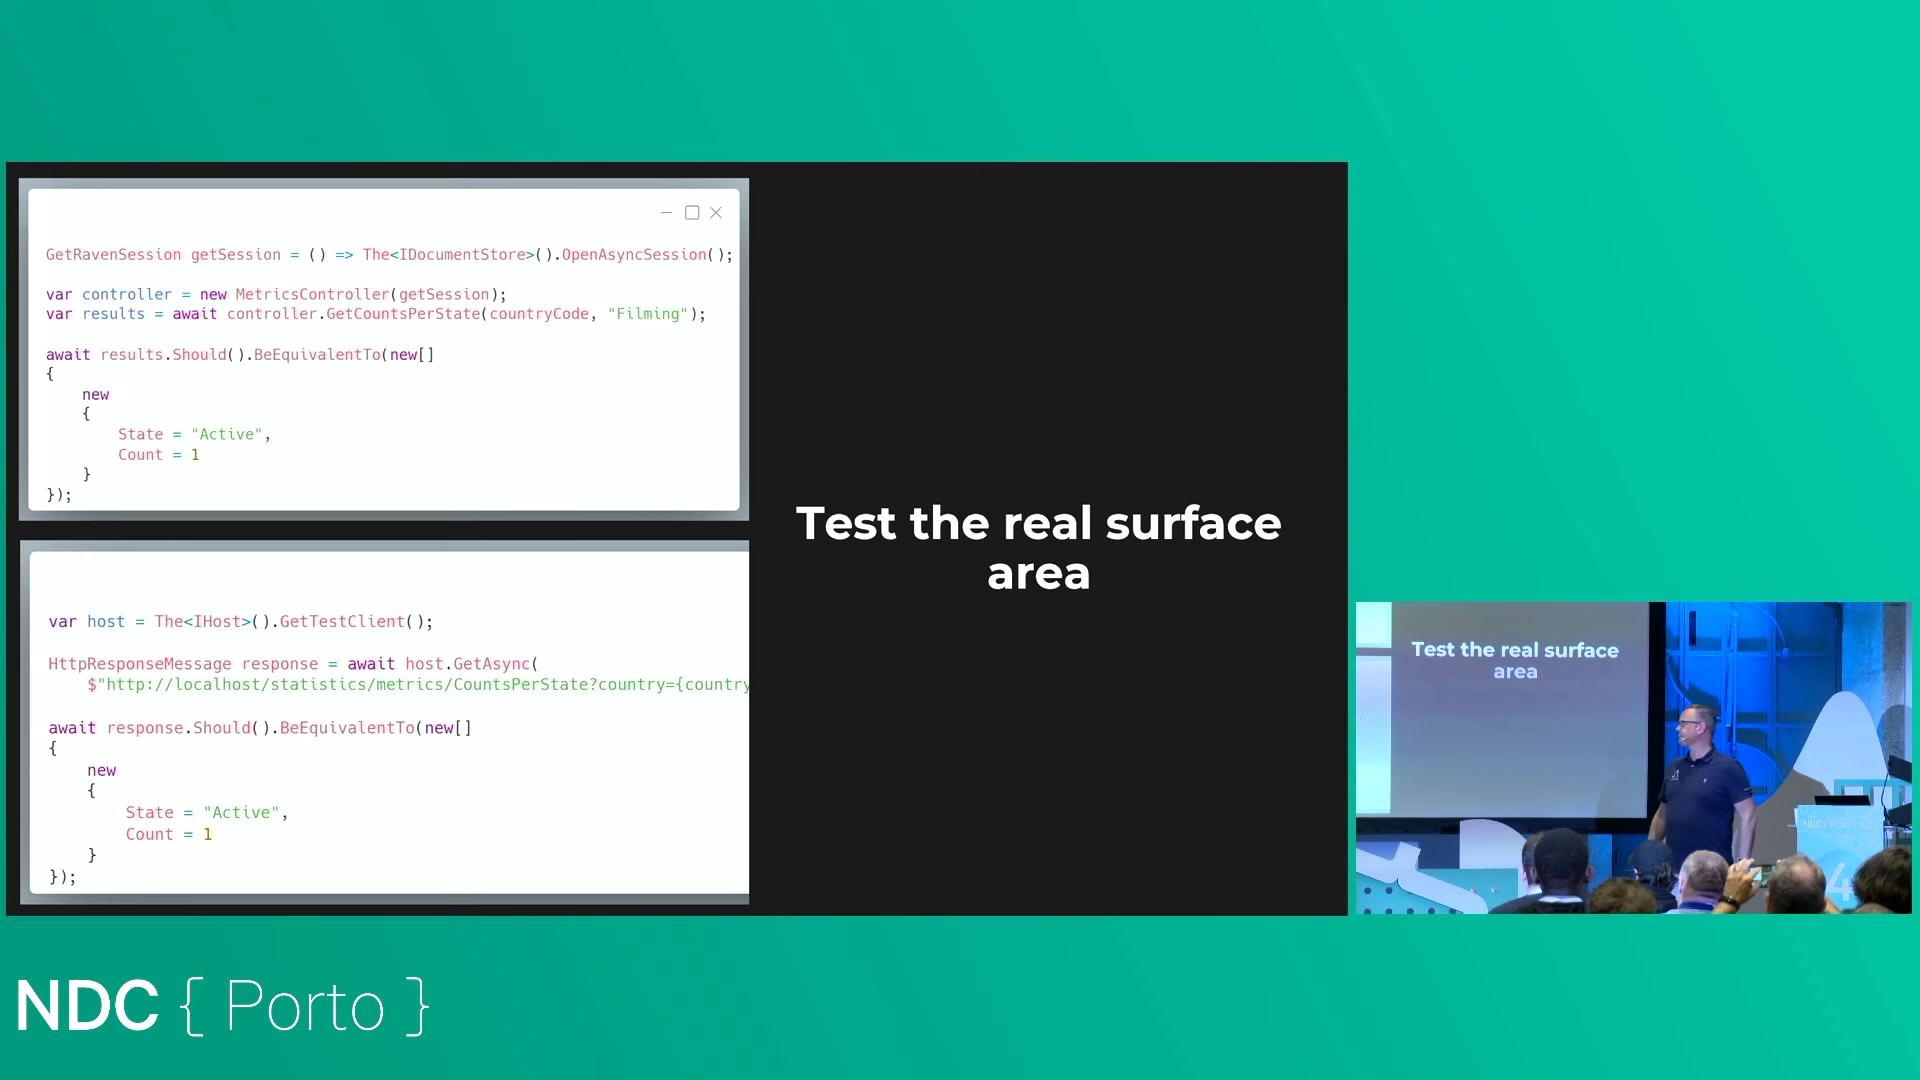 GetRavenSession getSession = () => The<IDocumentStore>().OpenAsyncSession();
var controller = new MetricsController(getSession);
var results = await controller.GetCountsPerState(countryCode, "Filming");
await results.Should().BeEquivalentTo(new[]
{
    new
    {
        State = "Active",
        Count = 1
    }
});
var host = The<IHost>().GetTestClient();
HttpResponseMessage response = await host.GetAsync(
    $"http://localhost/statistics/metrics/CountsPerState?country={country
await response.Should().BeEquivalentTo(new[]
{
    new
    {
        State = "Active",
        Count = 1
    }
});
Test the real surface
area
Test the real surface
area
4
NDC { Porto }